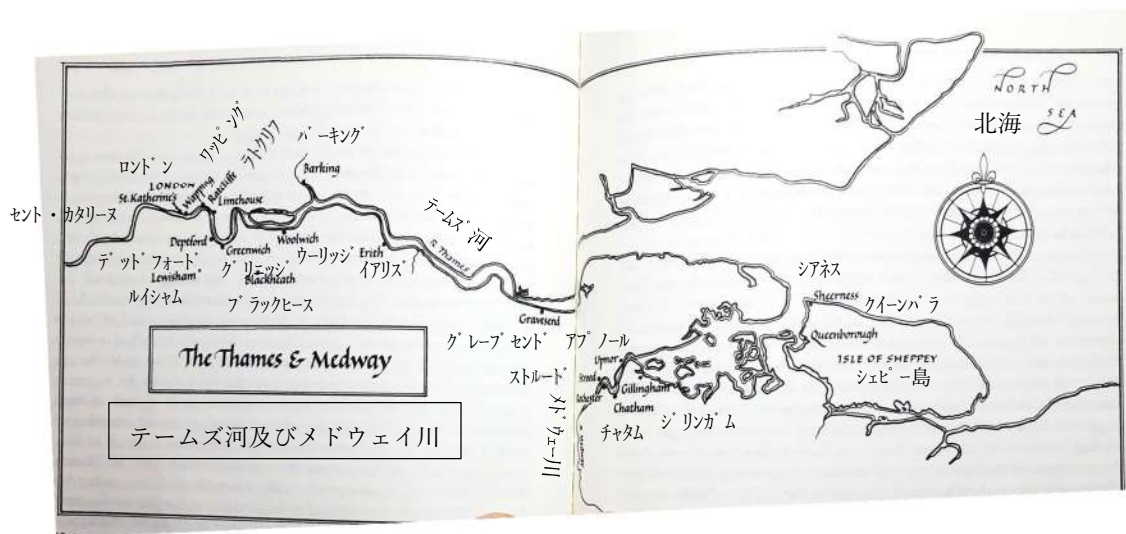 NORTH
SEA
北海
ワッピング
ラトクリフ
バーキング
Barking
ロンドン
LONDON
St. Katherine's
Wapping
Ratcliffe
Limehouse
セント・カタリーヌ
テームズ河
R. Thames
Deptford
Greenwich
Woolwich
Erith
デッドフォード
グリニッジ
ウーリッジ
イアリズ
Lewisham
Blackheath
ルイシャム
ブラックヒース
シアネス
Sheerness
クイーンバラ
Queenborough
Gravesend
グレーブセンド
アプノール
Upnor
ISLE OF SHEPPEY
シェピー島
ストルード
Strood
Gillingham
Chatham
ジリンガム
チャタム
メドウェー川
R. MEDWAY
The Thames & Medway
テームズ河及びメドウェイ川